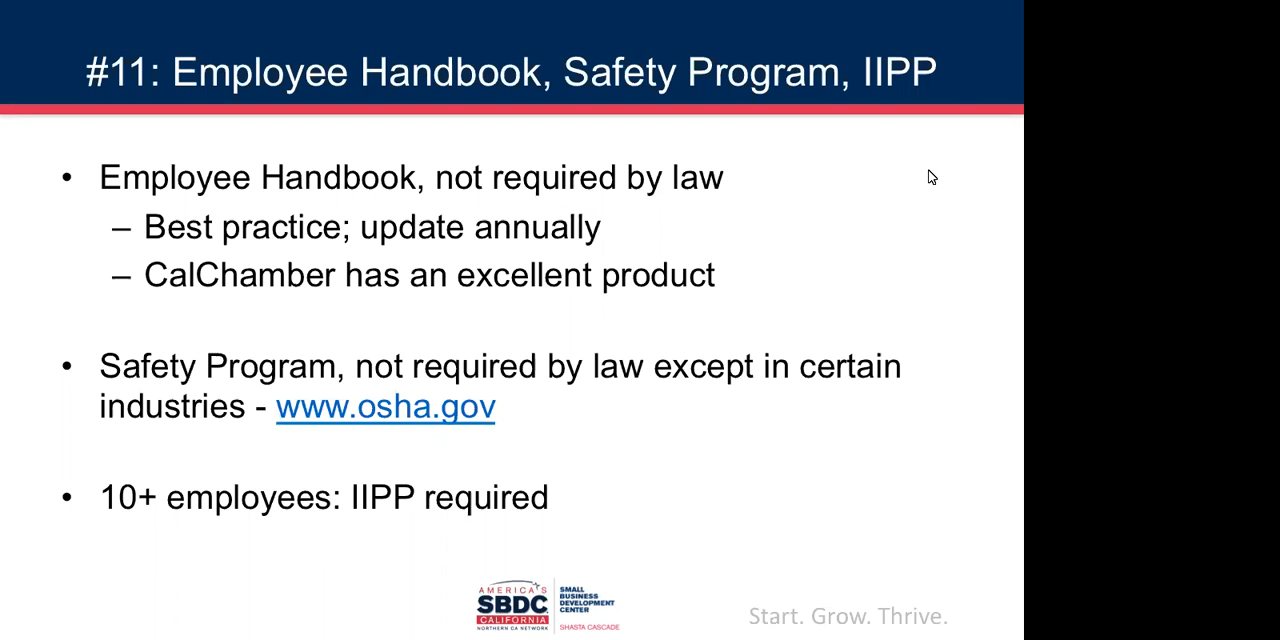 #11: Employee Handbook, Safety Program, IIPP
• Employee Handbook, not required by law
– Best practice; update annually
– CalChamber has an excellent product
• Safety Program, not required by law except in certain
industries - www.osha.gov
• 10+ employees: IIPP required
AMERICA'S
SBDC
CALIFORNIA
NORTHERN CA NETWORK
SMALL
BUSINESS
DEVELOPMENT
CENTER
SHASTA CASCADE
Start. Grow. Thrive.